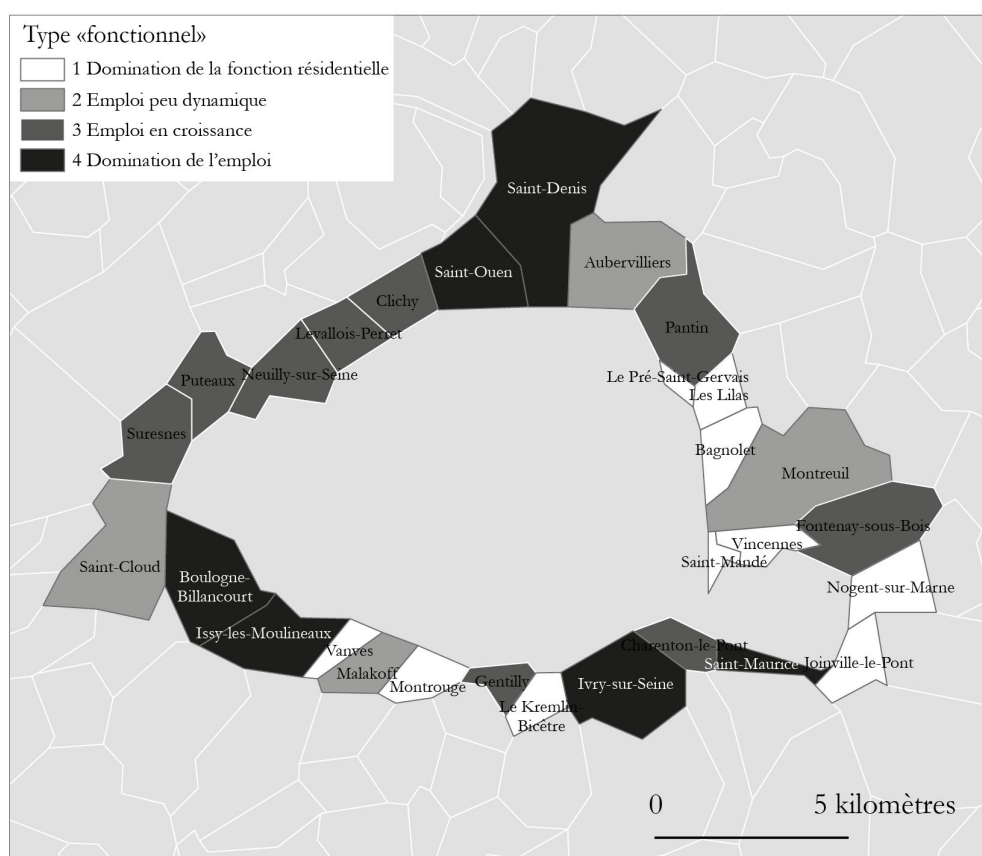 Type «fonctionnel»
1 Domination de la fonction résidentielle
2 Emploi peu dynamique
3 Emploi en croissance
4 Domination de l'emploi
Saint-Denis
Aubervilliers
Saint-Ouen
Clichy
Pantin
Levallois-Perret
Neuilly-sur-Seine
Puteaux
Le Pré-Saint-Gervais
Les Lilas
Suresnes
Bagnolet
Montreuil
Fontenay-sous-Bois
Vincennes
Saint-Mandé
Saint-Cloud
Boulogne-
Billancourt
Nogent-sur-Marne
Issy-les-Moulineaux
Charenton-le-Pont
Vanves
Saint-Maurice
Joinville-le-Pont
Malakoff
Gentilly
Ivry-sur-Seine
Montrouge
Le Kremlin-
Bicêtre
0 5 kilomètres